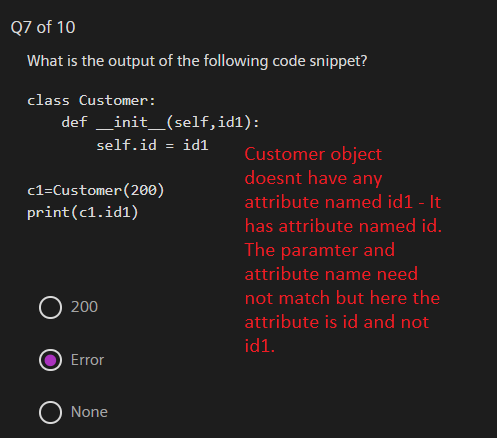 Q7 of 10
What is the output of the following code snippet?
class Customer:
    def __init__(self,id1):
        self.id = id1
c1=Customer(200)
print(c1.id1)
Customer object
doesnt have any
attribute named id1 - It
has attribute named id.
The paramter and
attribute name need
not match but here the
attribute is id and not
id1.
200
Error
None